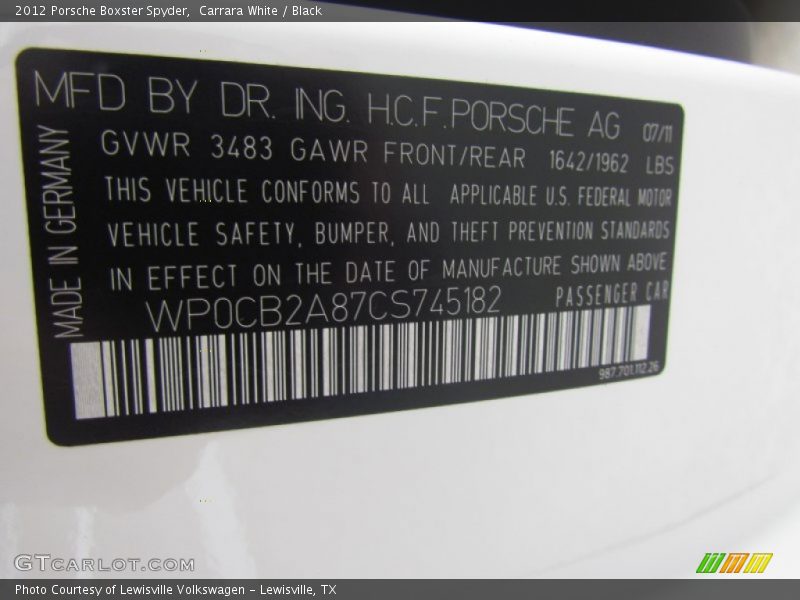 2012 Porsche Boxster Spyder,  Carrara White / Black
MFD BY DR. ING. H.C.F.PORSCHE AG 07/11
GVWR 3483 GAWR FRONT/REAR 1642/1962 LBS
THIS VEHICLE CONFORMS TO ALL APPLICABLE U.S. FEDERAL MOTOR
VEHICLE SAFETY, BUMPER, AND THEFT PREVENTION STANDARDS
IN EFFECT ON THE DATE OF MANUFACTURE SHOWN ABOVE
WP0CB2A87CS745182 PASSENGER CAR
MADE IN GERMANY
987.701.112.26
GTCARLOT.COM
Photo Courtesy of Lewisville Volkswagen - Lewisville, TX